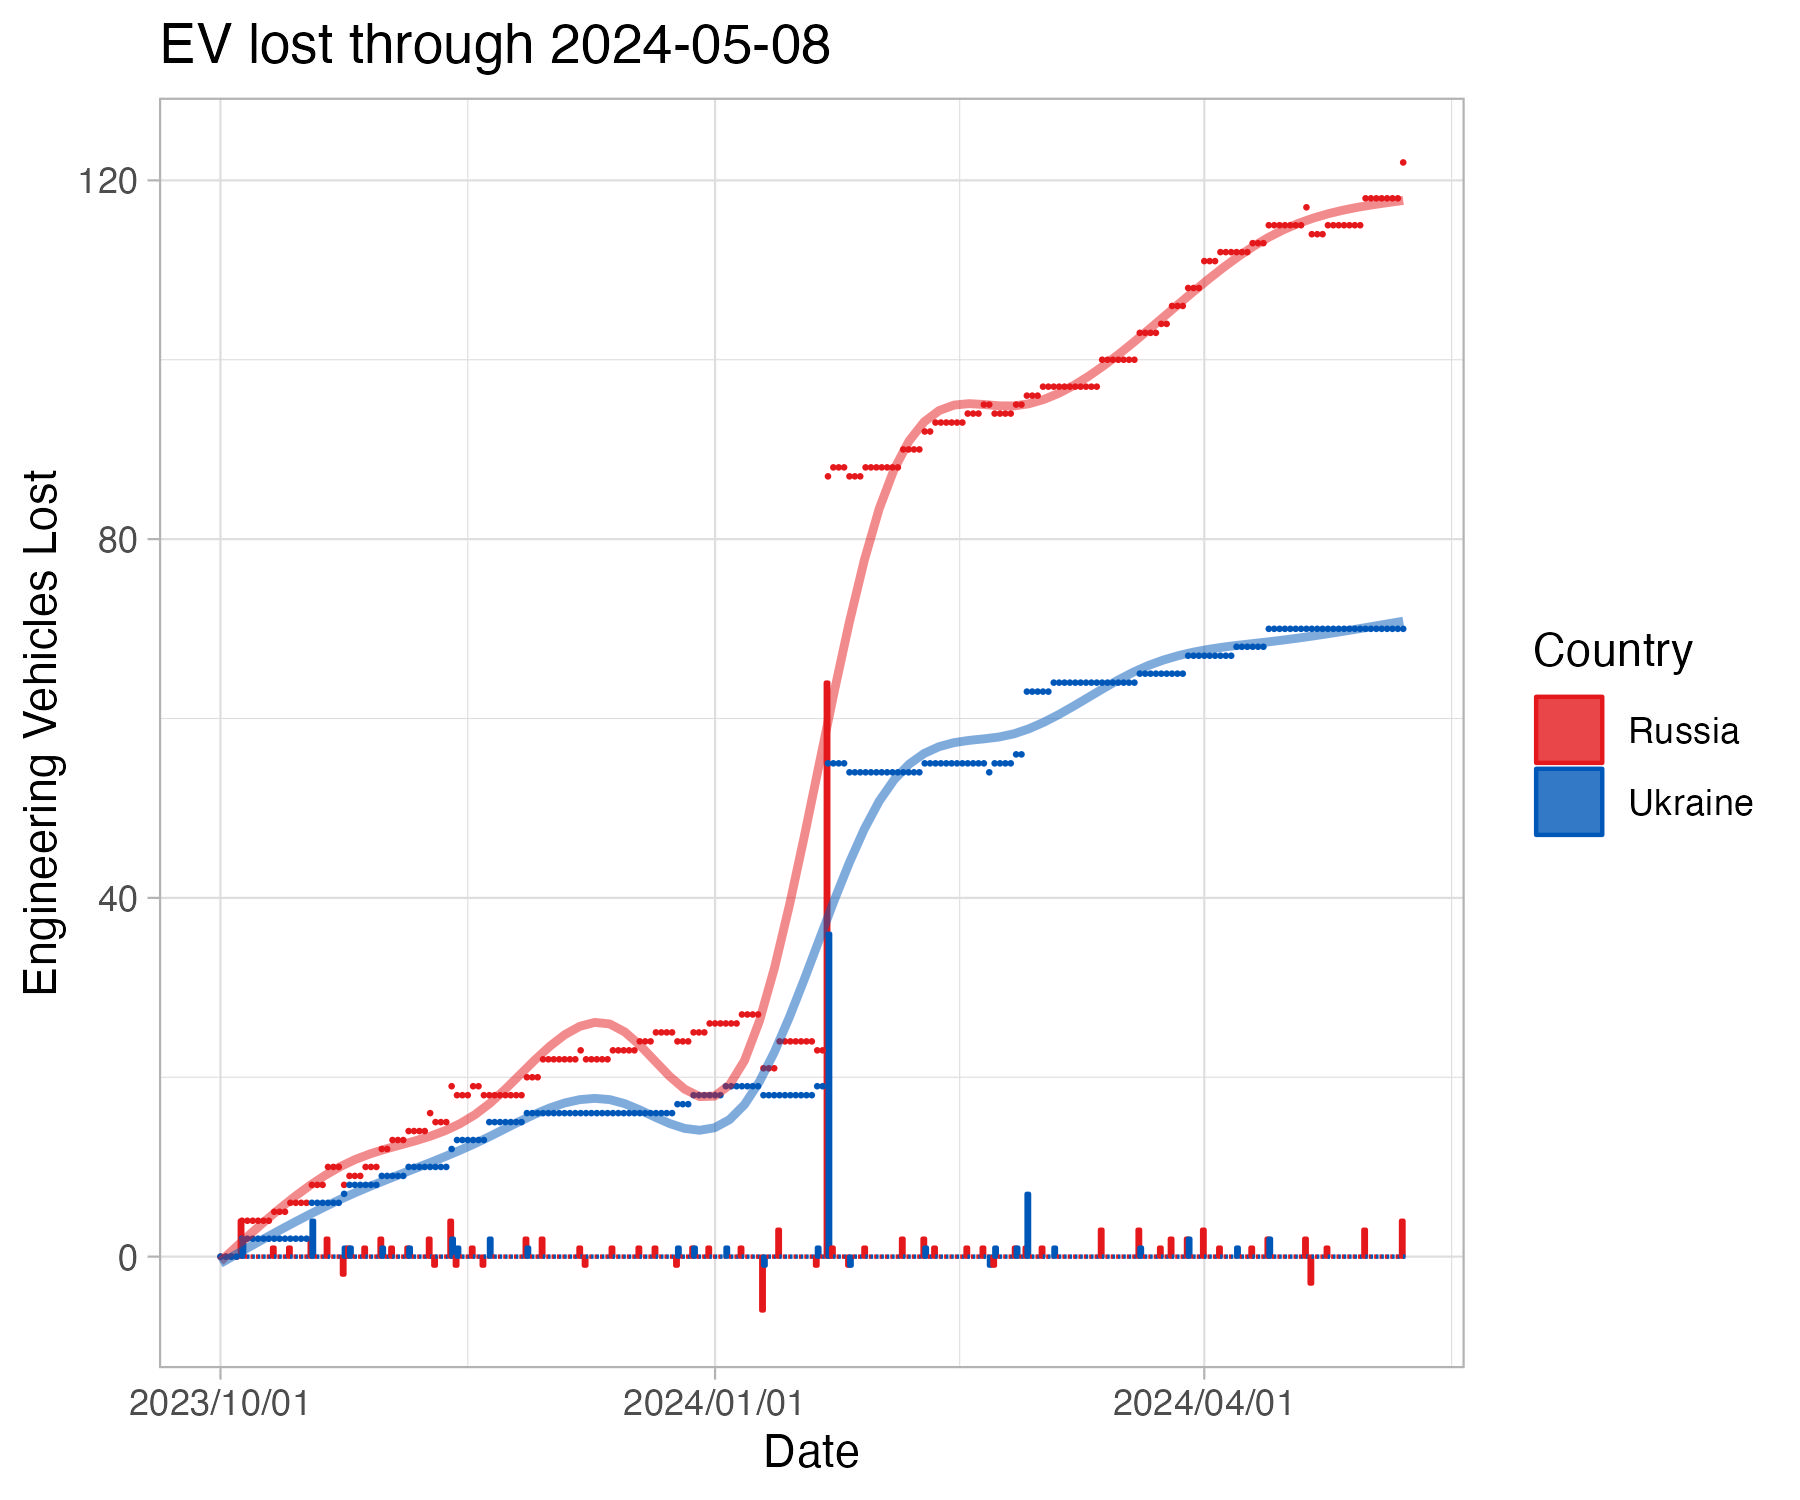 EV lost through 2024-05-08
Engineering Vehicles Lost
120
80
40
0
2023/10/01
2024/01/01
2024/04/01
Date
Country
Russia
Ukraine